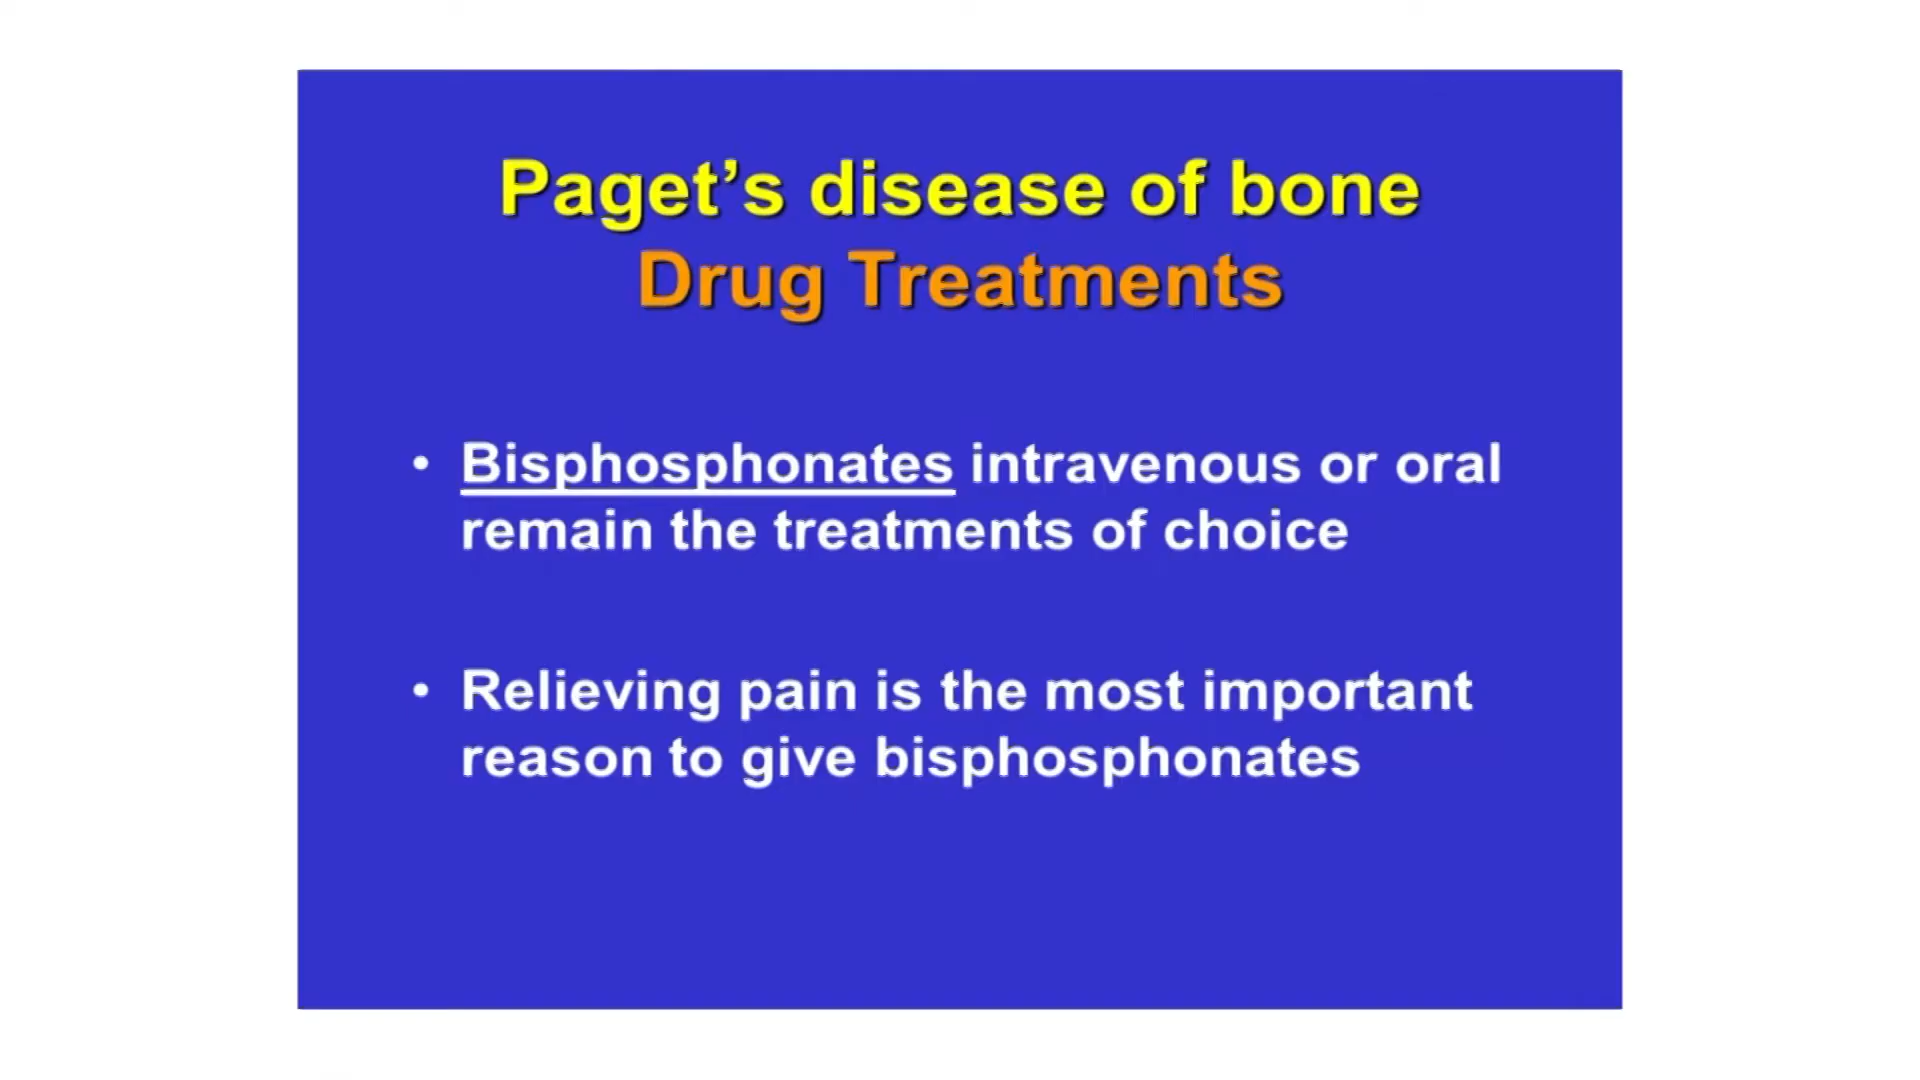 Paget’s disease of bone
Drug Treatments
• Bisphosphonates intravenous or oral
remain the treatments of choice
• Relieving pain is the most important
reason to give bisphosphonates